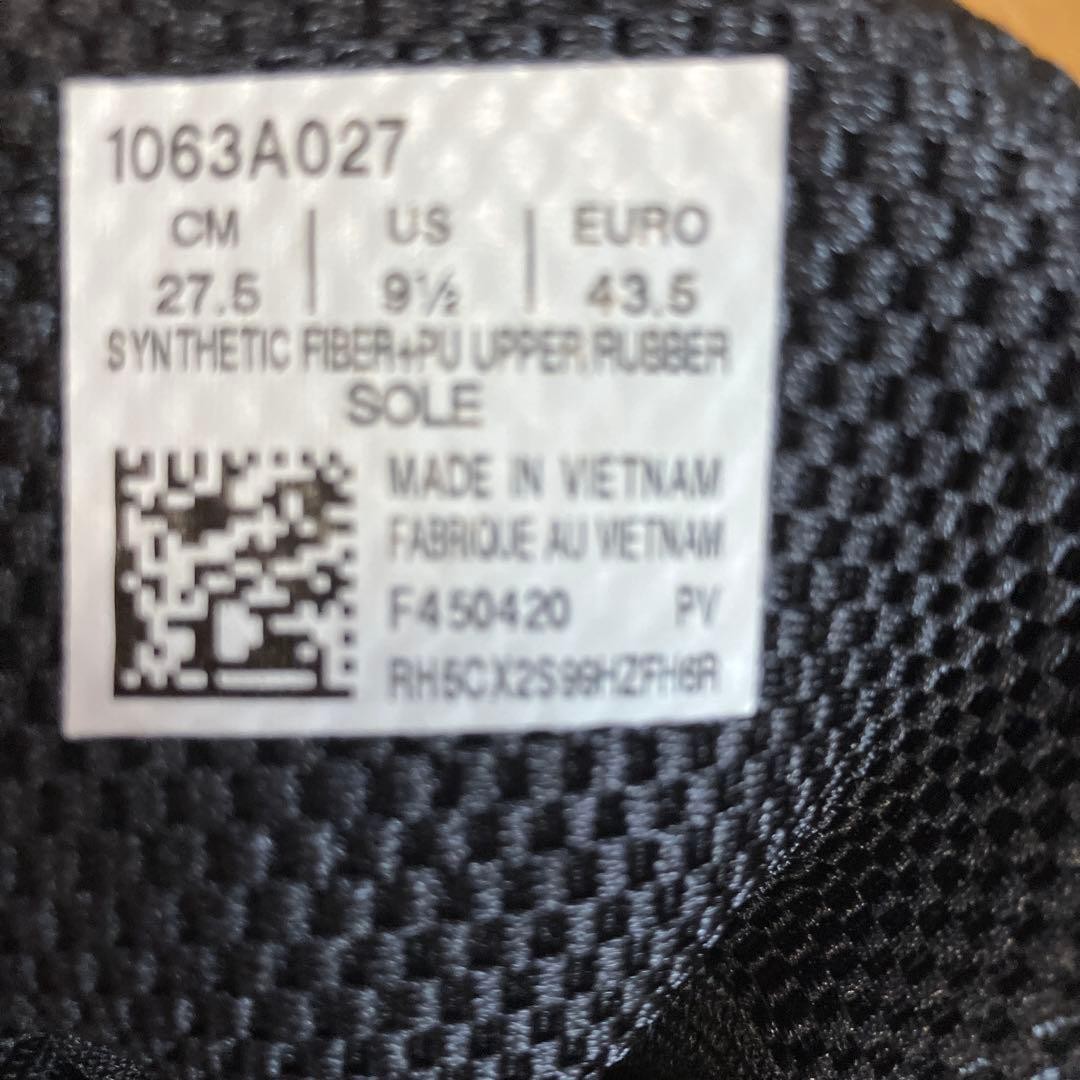 1063A027
CM | US | EURO
27.5 | 9½ | 43.5
SYNTHETIC FIBER+PU UPPER/RUBBER
SOLE
MADE IN VIETNAM
FABRIQUE AU VIETNAM
F450420 PV
RH5CX2S99HZFH6R